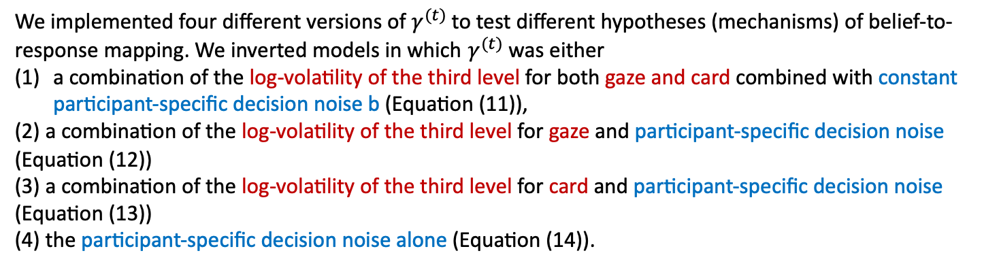 We implemented four different versions of γ^(t) to test different hypotheses (mechanisms) of belief-to-
response mapping. We inverted models in which γ^(t) was either
(1) a combination of the log-volatility of the third level for both gaze and card combined with constant
participant-specific decision noise b (Equation (11)),
(2) a combination of the log-volatility of the third level for gaze and participant-specific decision noise
(Equation (12))
(3) a combination of the log-volatility of the third level for card and participant-specific decision noise
(Equation (13))
(4) the participant-specific decision noise alone (Equation (14)).